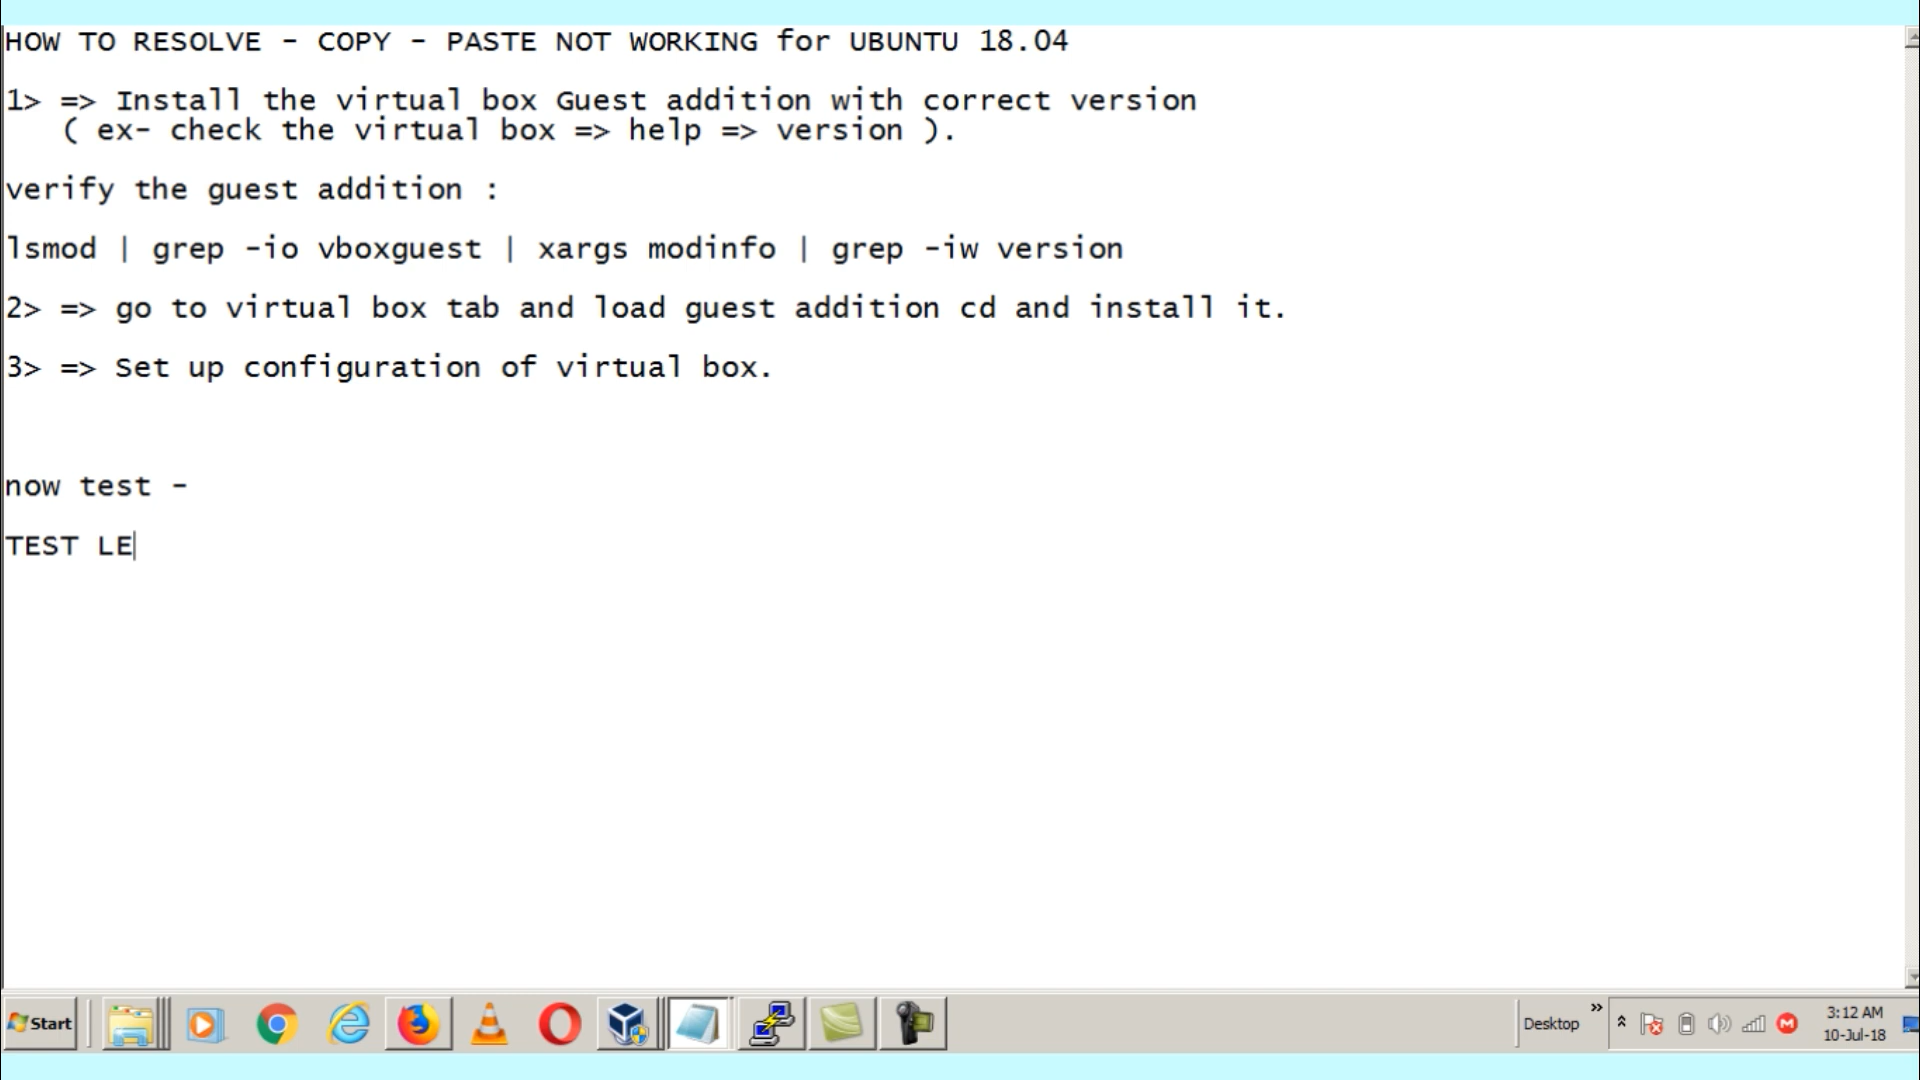 HOW TO RESOLVE - COPY - PASTE NOT WORKING for UBUNTU 18.04
1> => Install the virtual box Guest addition with correct version
( ex- check the virtual box => help => version ).
verify the guest addition :
lsmod | grep -io vboxguest | xargs modinfo | grep -iw version
2> => go to virtual box tab and load guest addition cd and install it.
3> => Set up configuration of virtual box.
now test -
TEST LE
Start
Desktop
3:12 AM
10-Jul-18